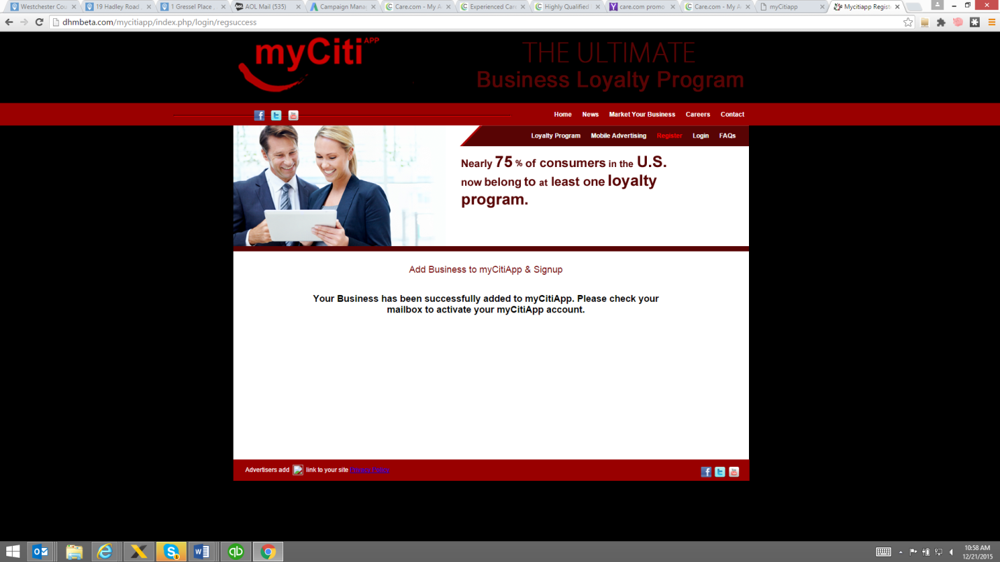 Westchester Cou
19 Hadley Road
1 Gressel Place
AOL Mail (535)
Campaign Mana
Care.com - My A
Experienced Care
Highly Qualified
care.com promo
Care.com - My A
myCitiapp
Mycitiapp Regist
dhmbeta.com/mycitiapp/index.php/login/regsuccess
myCiti APP
THE ULTIMATE
Business Loyalty Program
Home News Market Your Business Careers Contact
Loyalty Program Mobile Advertising Register Login FAQs
Nearly 75 % of consumers in the U.S.
now belong to at least one loyalty
program.
Add Business to myCitiApp & Signup
Your Business has been successfully added to myCitiApp. Please check your
mailbox to activate your myCitiApp account.
Advertisers add link to your site Privacy Policy
10:58 AM
12/21/2015